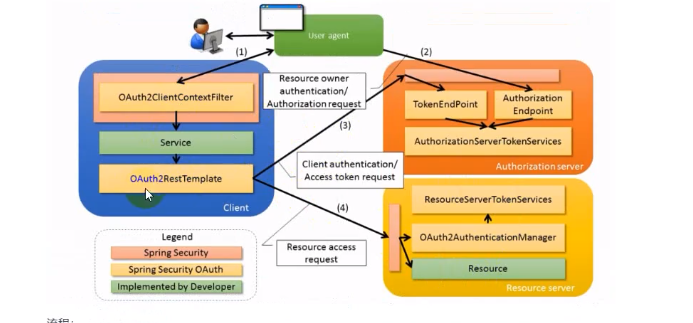 User agent
(1)
(2)
OAuth2ClientContextFilter
Service
OAuth2RestTemplate
Client
Resource owner
authentication/
Authorization request
(3)
TokenEndPoint
Authorization
Endpoint
AuthorizationServerTokenServices
Authorization server
Client authentication/
Access token request
(4)
Resource access
request
ResourceServerTokenServices
OAuth2AuthenticationManager
Resource
Resource server
Legend
Spring Security
Spring Security OAuth
Implemented by Developer
流程: